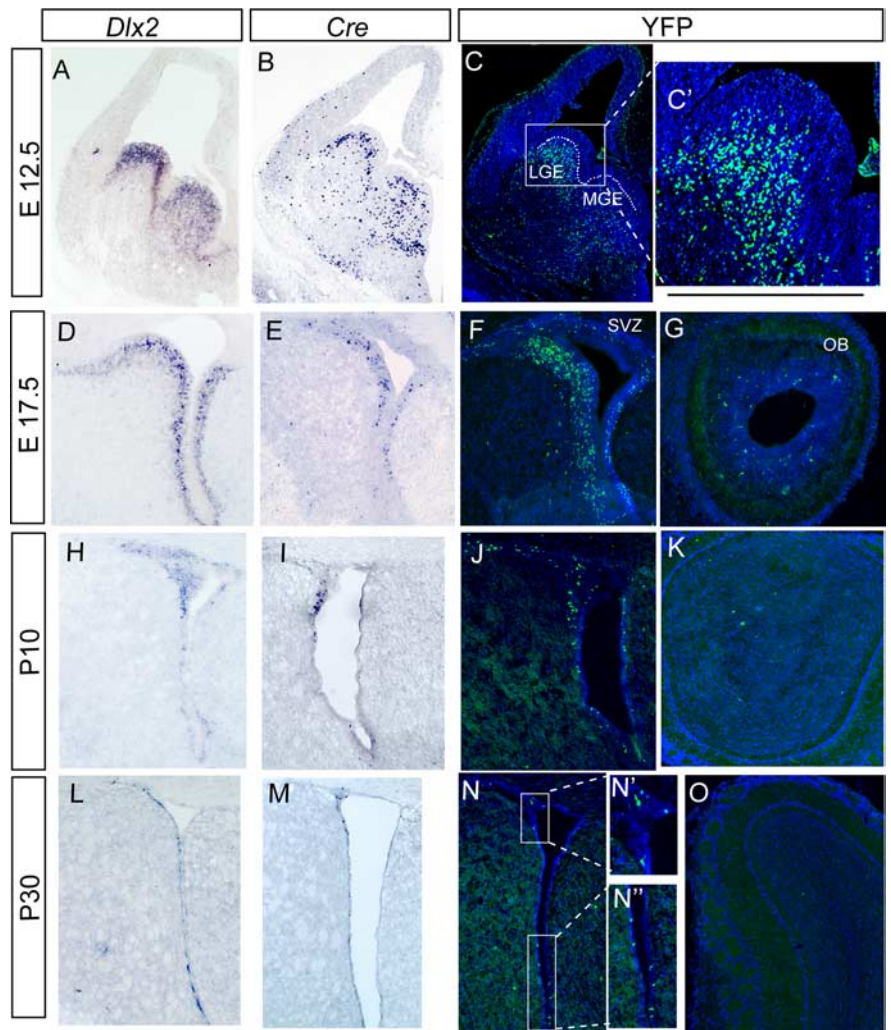 Dlx2 Cre YFP
E 12.5
A B C C'
LGE
MGE
E 17.5
D E F SVZ G OB
P10
H I J K
P30
L M N N' O
N"